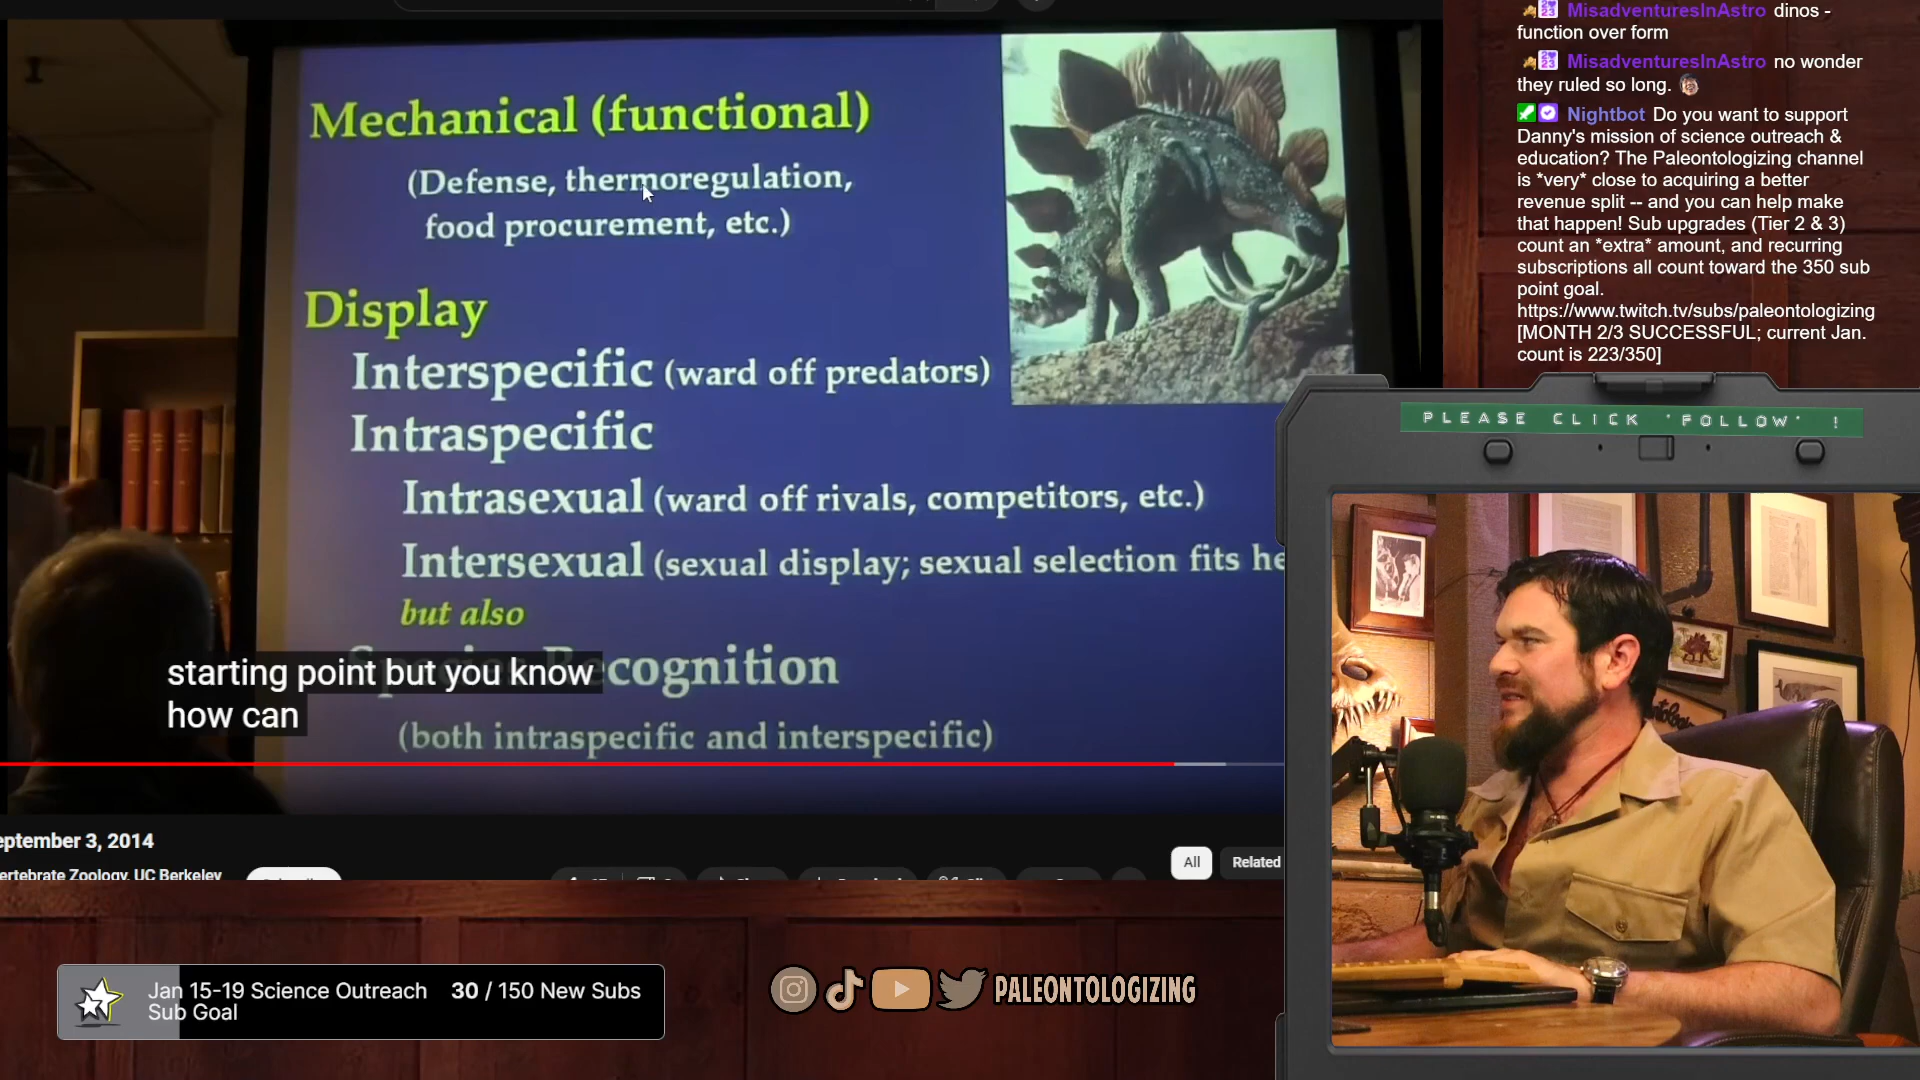 Mechanical (functional)
(Defense, thermoregulation,
food procurement, etc.)
Display
Interspecific (ward off predators)
Intraspecific
Intrasexual (ward off rivals, competitors, etc.)
Intersexual (sexual display; sexual selection fits he
but also
ecognition
(both intraspecific and interspecific)
starting point but you know
how can
eptember 3, 2014
ertebrate Zoology, UC Berkeley
All
Related
MisadventuresInAstro dinos -
function over form
MisadventuresInAstro no wonder
they ruled so long.
Nightbot Do you want to support
Danny's mission of science outreach &
education? The Paleontologizing channel
is *very* close to acquiring a better
revenue split -- and you can help make
that happen! Sub upgrades (Tier 2 & 3)
count an *extra* amount, and recurring
subscriptions all count toward the 350 sub
point goal.
https://www.twitch.tv/subs/paleontologizing
[MONTH 2/3 SUCCESSFUL; current Jan.
count is 223/350]
PLEASE CLICK "FOLLOW" !
Jan 15-19 Science Outreach 30 / 150 New Subs
Sub Goal
PALEONTOLOGIZING